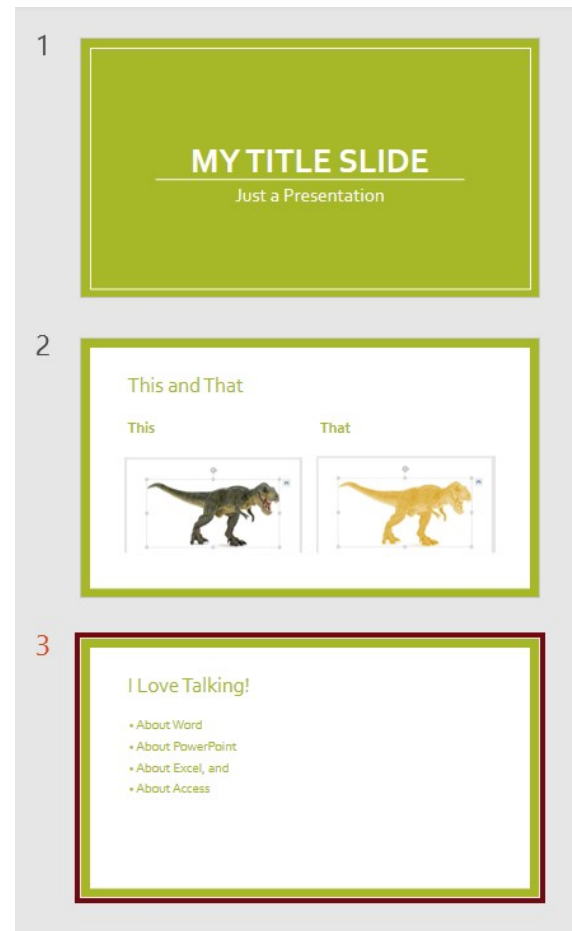 1
MY TITLE SLIDE
Just a Presentation
2
This and That
This That
3
I Love Talking!
• About Word
• About PowerPoint
• About Excel, and
• About Access